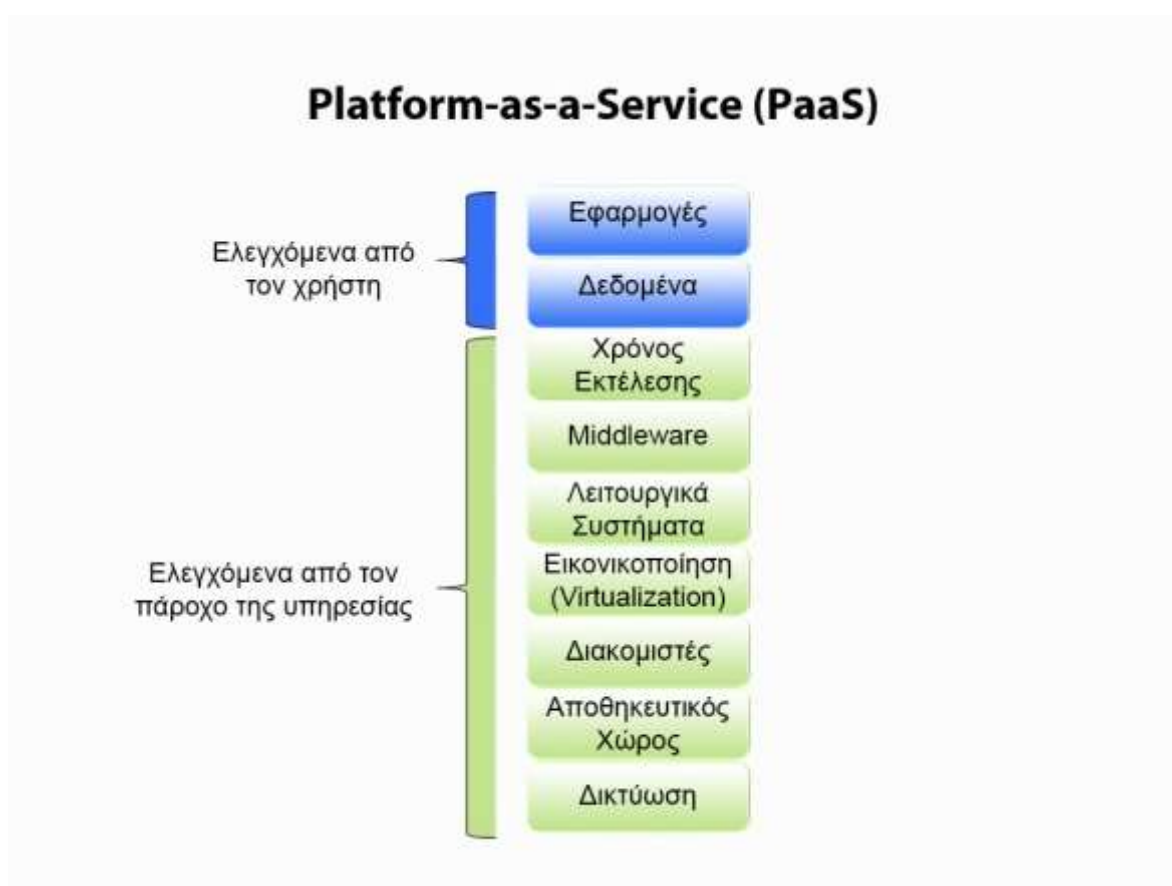 Platform-as-a-Service (PaaS)
Ελεγχόμενα από
τον χρήστη
Εφαρμογές
Δεδομένα
Χρόνος
Εκτέλεσης
Middleware
Λειτουργικά
Συστήματα
Εικονικοποίηση
(Virtualization)
Διακομιστές
Αποθηκευτικός
Χώρος
Δικτύωση
Ελεγχόμενα από τον
πάροχο της υπηρεσίας